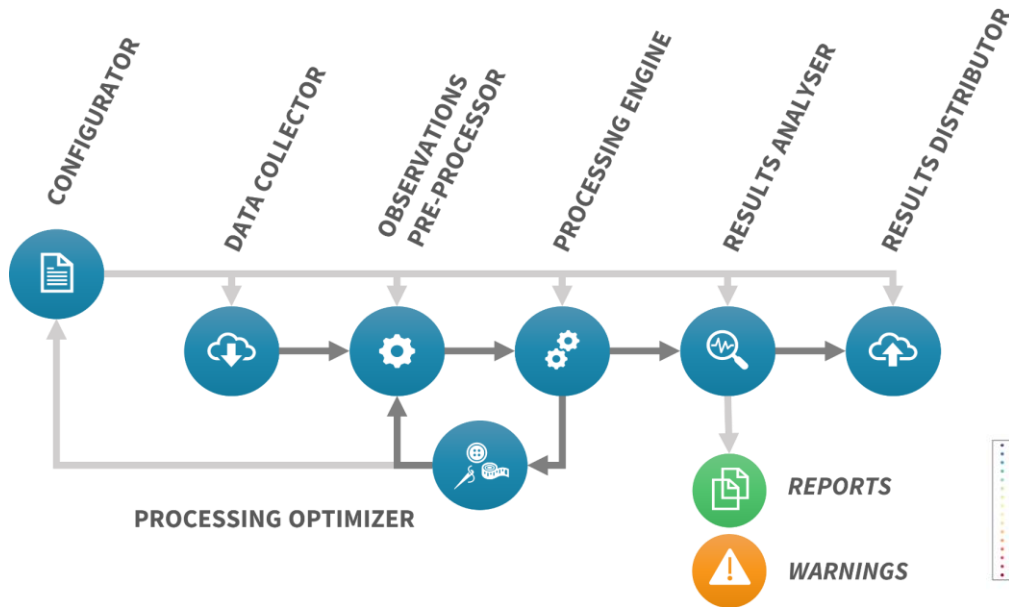 CONFIGURATOR
DATA COLLECTOR
OBSERVATIONS
PRE-PROCESSOR
PROCESSING ENGINE
RESULTS ANALYSER
RESULTS DISTRIBUTOR
PROCESSING OPTIMIZER
REPORTS
WARNINGS